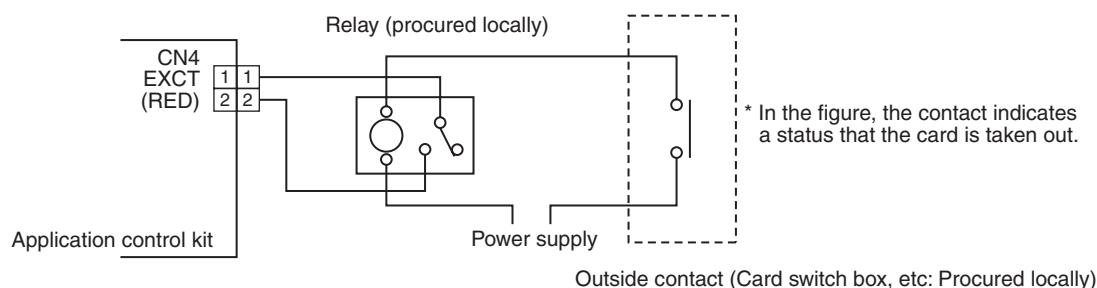 Relay (procured locally)
CN4
EXCT
(RED)
1 1
2 2
* In the figure, the contact indicates
a status that the card is taken out.
Application control kit
Power supply
Outside contact (Card switch box, etc: Procured locally)